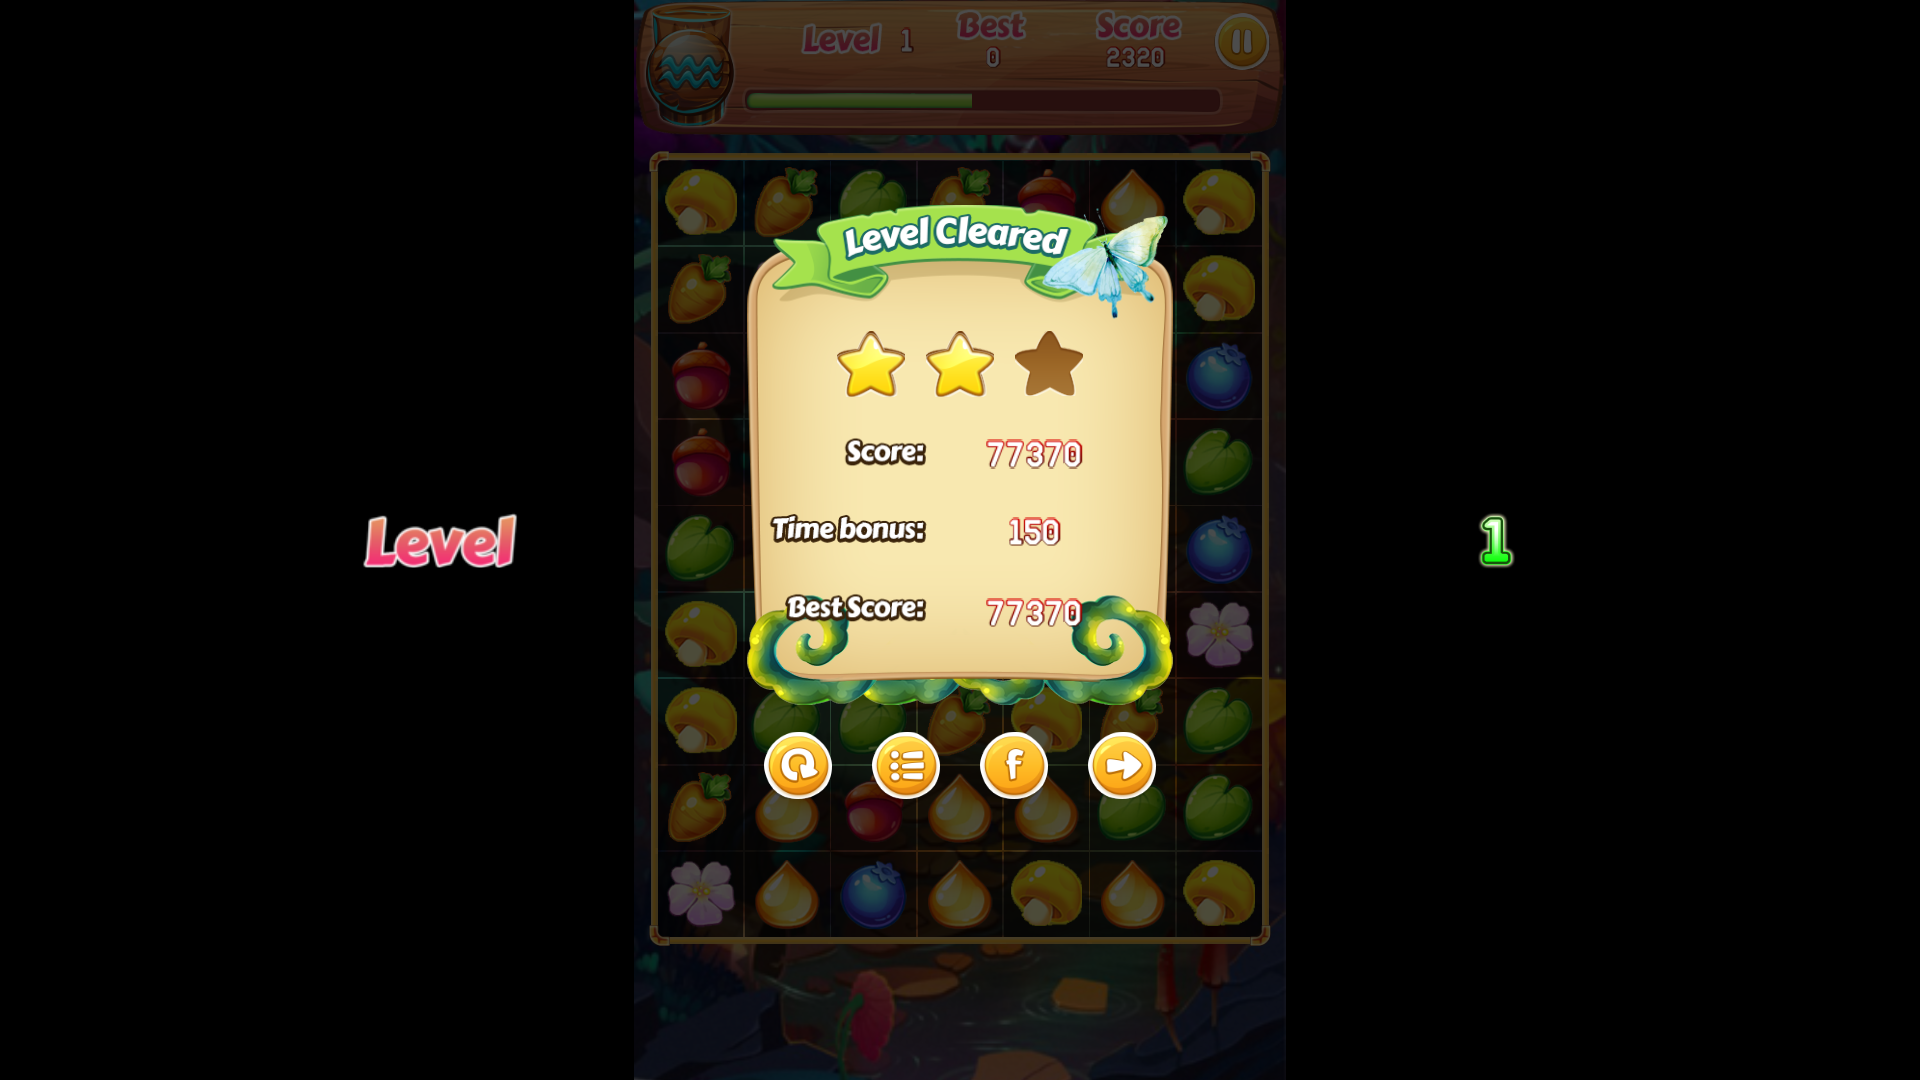 Level 1
Best
0
Score
2320
Level Cleared
Score: 77370
Time bonus: 150
Best Score: 77370
Level 1
f